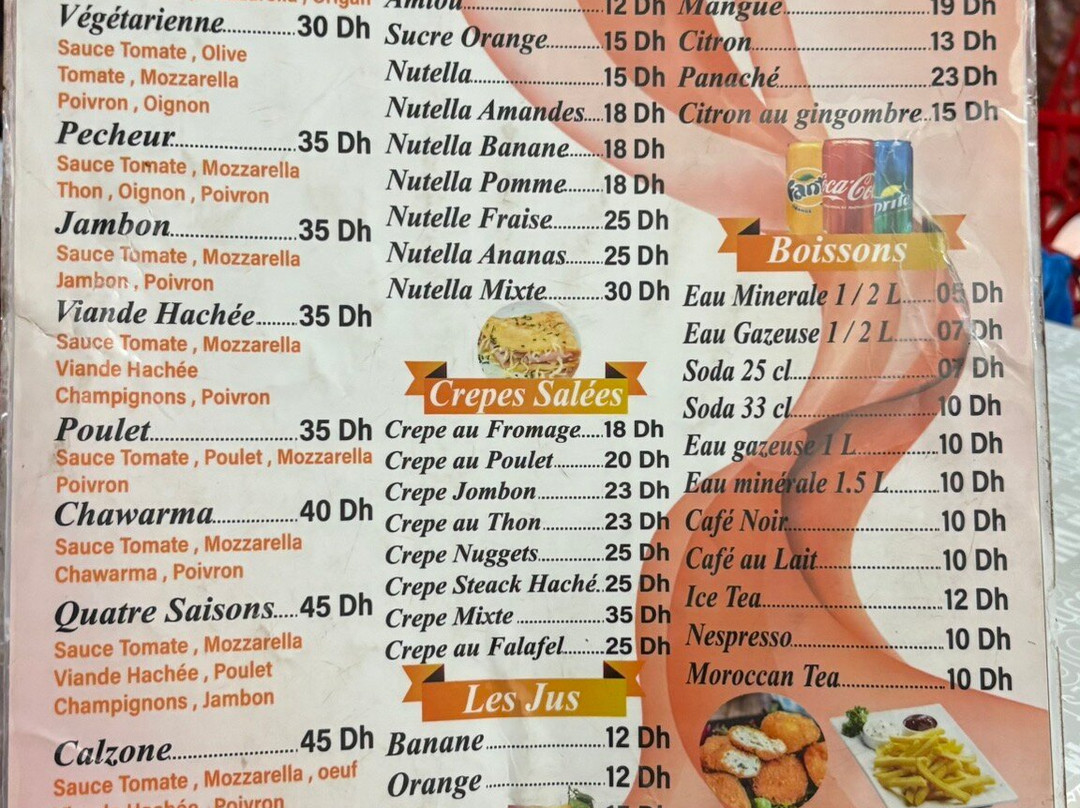 Végétarienne 30 Dh
Sauce Tomate , Olive
Tomate , Mozzarella
Poivron , Oignon
Pecheur 35 Dh
Sauce Tomate , Mozzarella
Thon , Oignon , Poivron
Jambon 35 Dh
Sauce Tomate , Mozzarella
Jambon , Poivron
Viande Hachée 35 Dh
Sauce Tomate , Mozzarella
Viande Hachée
Champignons , Poivron
Poulet 35 Dh
Sauce Tomate , Poulet , Mozzarella
Poivron
Chawarma 40 Dh
Sauce Tomate , Mozzarella
Chawarma , Poivron
Quatre Saisons 45 Dh
Sauce Tomate , Mozzarella
Viande Hachée , Poulet
Champignons , Jambon
Calzone 45 Dh
Sauce Tomate , Mozzarella , oeuf
Hachée , Poivron
Amlou 12 Dh
Sucre Orange 15 Dh
Nutella 15 Dh
Nutella Amandes 18 Dh
Nutella Banane 18 Dh
Nutella Pomme 18 Dh
Nutelle Fraise 25 Dh
Nutella Ananas 25 Dh
Nutella Mixte 30 Dh
Crepes Salées
Crepe au Fromage 18 Dh
Crepe au Poulet 20 Dh
Crepe Jombon 23 Dh
Crepe au Thon 23 Dh
Crepe Nuggets 25 Dh
Crepe Steack Haché 25 Dh
Crepe Mixte 35 Dh
Crepe au Falafel 25 Dh
Les Jus
Banane 12 Dh
Orange 12 Dh
Mangue 19 Dh
Citron 13 Dh
Panaché 23 Dh
Citron au gingombre 15 Dh
Boissons
Eau Minerale 1 / 2 L 05 Dh
Eau Gazeuse 1 / 2 L 07 Dh
Soda 25 cl 07 Dh
Soda 33 cl 10 Dh
Eau gazeuse 1 L 10 Dh
Eau minérale 1.5 L 10 Dh
Café Noir 10 Dh
Café au Lait 10 Dh
Ice Tea 12 Dh
Nespresso 10 Dh
Moroccan Tea 10 Dh